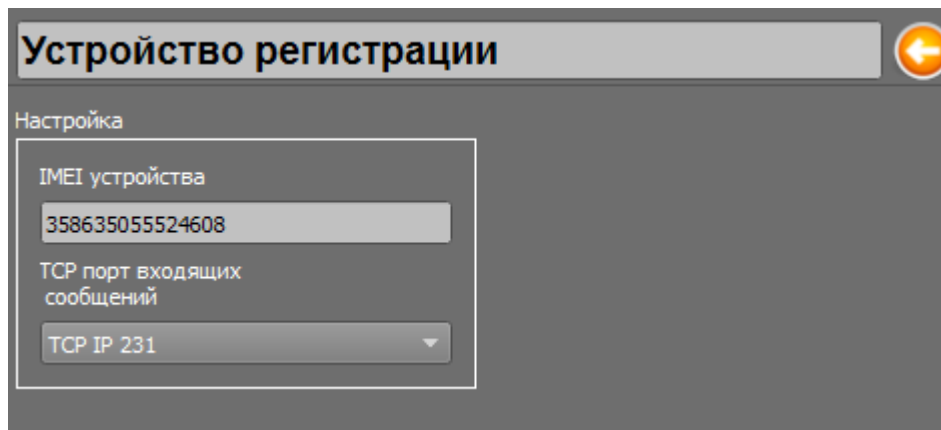 Устройство регистрации
Настройка
IMEI устройства
358635055524608
TCP порт входящих
сообщений
TCP IP 231